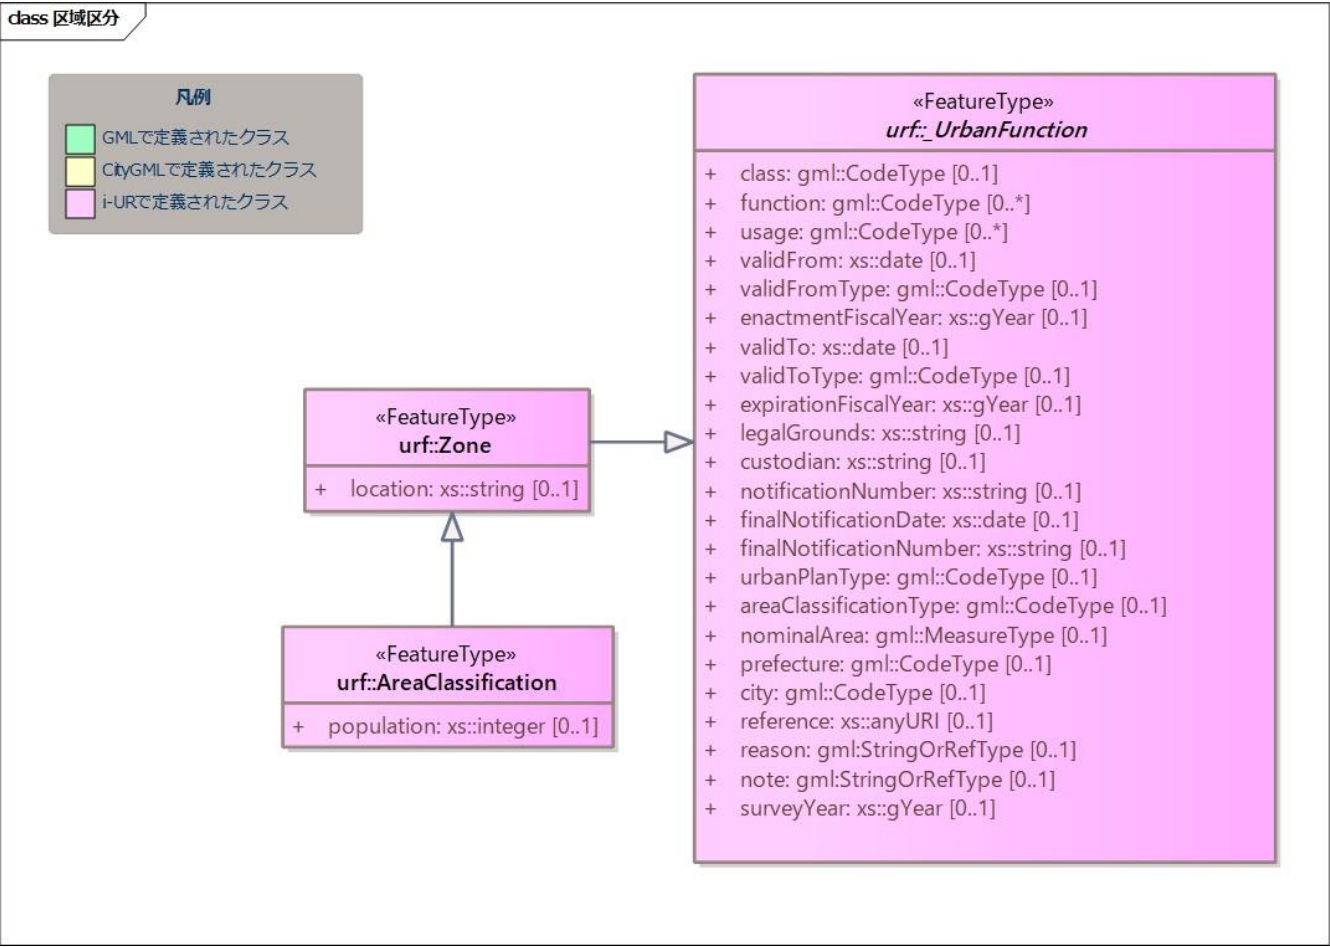 class 区域区分
凡例
GMLで定義されたクラス
CityGMLで定義されたクラス
i-URで定義されたクラス
«FeatureType»
urf::_UrbanFunction
+ class: gml::CodeType [0..1]
+ function: gml::CodeType [0..*]
+ usage: gml::CodeType [0..*]
+ validFrom: xs::date [0..1]
+ validFromType: gml::CodeType [0..1]
+ enactmentFiscalYear: xs::gYear [0..1]
+ validTo: xs::date [0..1]
+ validToType: gml::CodeType [0..1]
+ expirationFiscalYear: xs::gYear [0..1]
+ legalGrounds: xs::string [0..1]
+ custodian: xs::string [0..1]
+ notificationNumber: xs::string [0..1]
+ finalNotificationDate: xs::date [0..1]
+ finalNotificationNumber: xs::string [0..1]
+ urbanPlanType: gml::CodeType [0..1]
+ areaClassificationType: gml::CodeType [0..1]
+ nominalArea: gml::MeasureType [0..1]
+ prefecture: gml::CodeType [0..1]
+ city: gml::CodeType [0..1]
+ reference: xs::anyURI [0..1]
+ reason: gml:StringOrRefType [0..1]
+ note: gml:StringOrRefType [0..1]
+ surveyYear: xs::gYear [0..1]
«FeatureType»
urf::Zone
+ location: xs::string [0..1]
«FeatureType»
urf::AreaClassification
+ population: xs::integer [0..1]